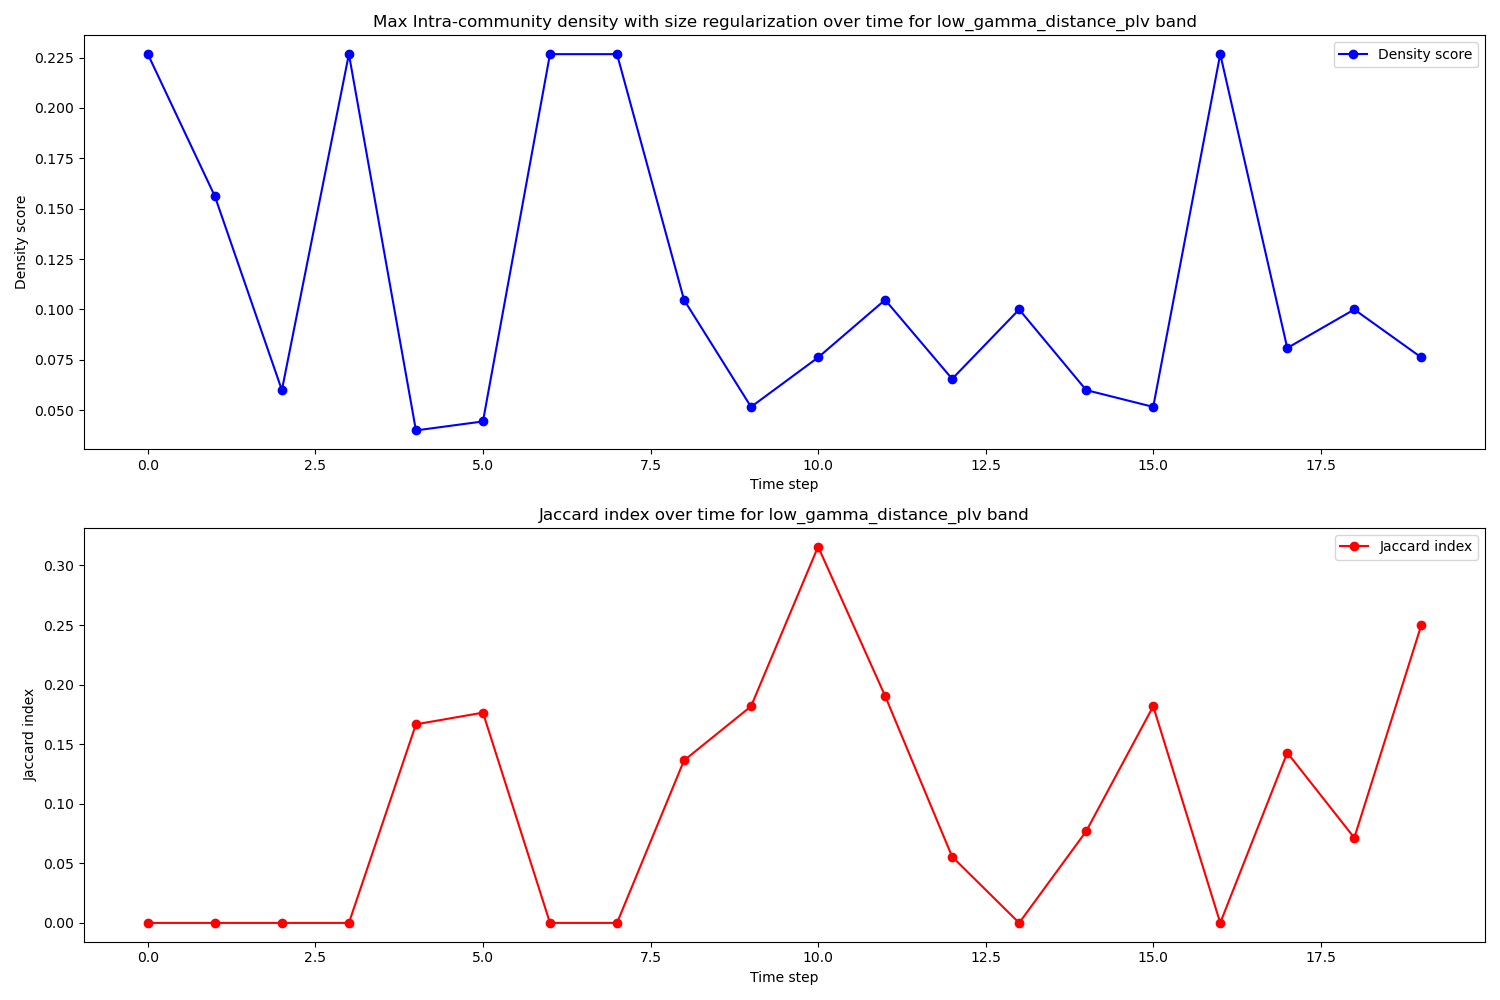 Max Intra-community density with size regularization over time for low_gamma_distance_plv band
Density score
0.225
0.200
0.175
0.150
0.125
0.100
0.075
0.050
Density score
0.0 2.5 5.0 7.5 10.0 12.5 15.0 17.5
Time step
Jaccard index over time for low_gamma_distance_plv band
Jaccard index
0.30
0.25
0.20
0.15
0.10
0.05
0.00
Jaccard index
0.0 2.5 5.0 7.5 10.0 12.5 15.0 17.5
Time step